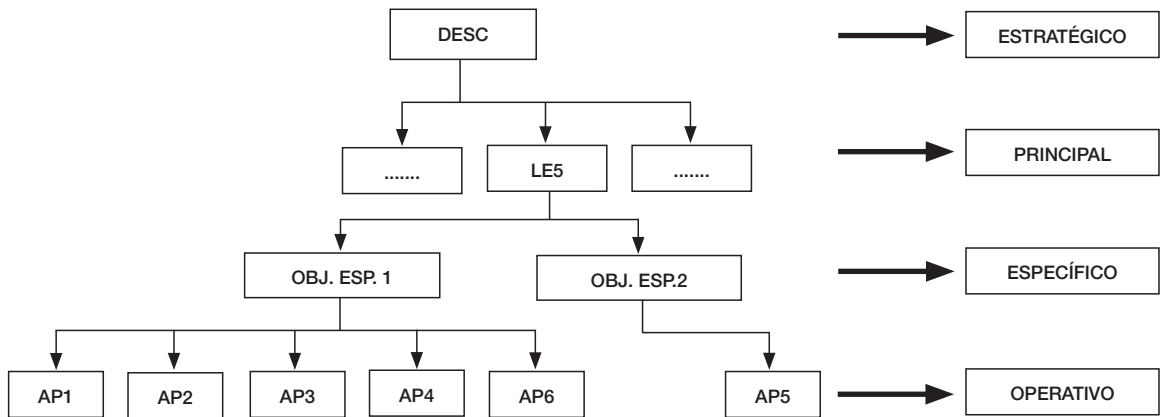 DESC
ESTRATÉGICO
.......
LE5
.......
PRINCIPAL
OBJ. ESP. 1
OBJ. ESP.2
ESPECÍFICO
AP1
AP2
AP3
AP4
AP6
AP5
OPERATIVO